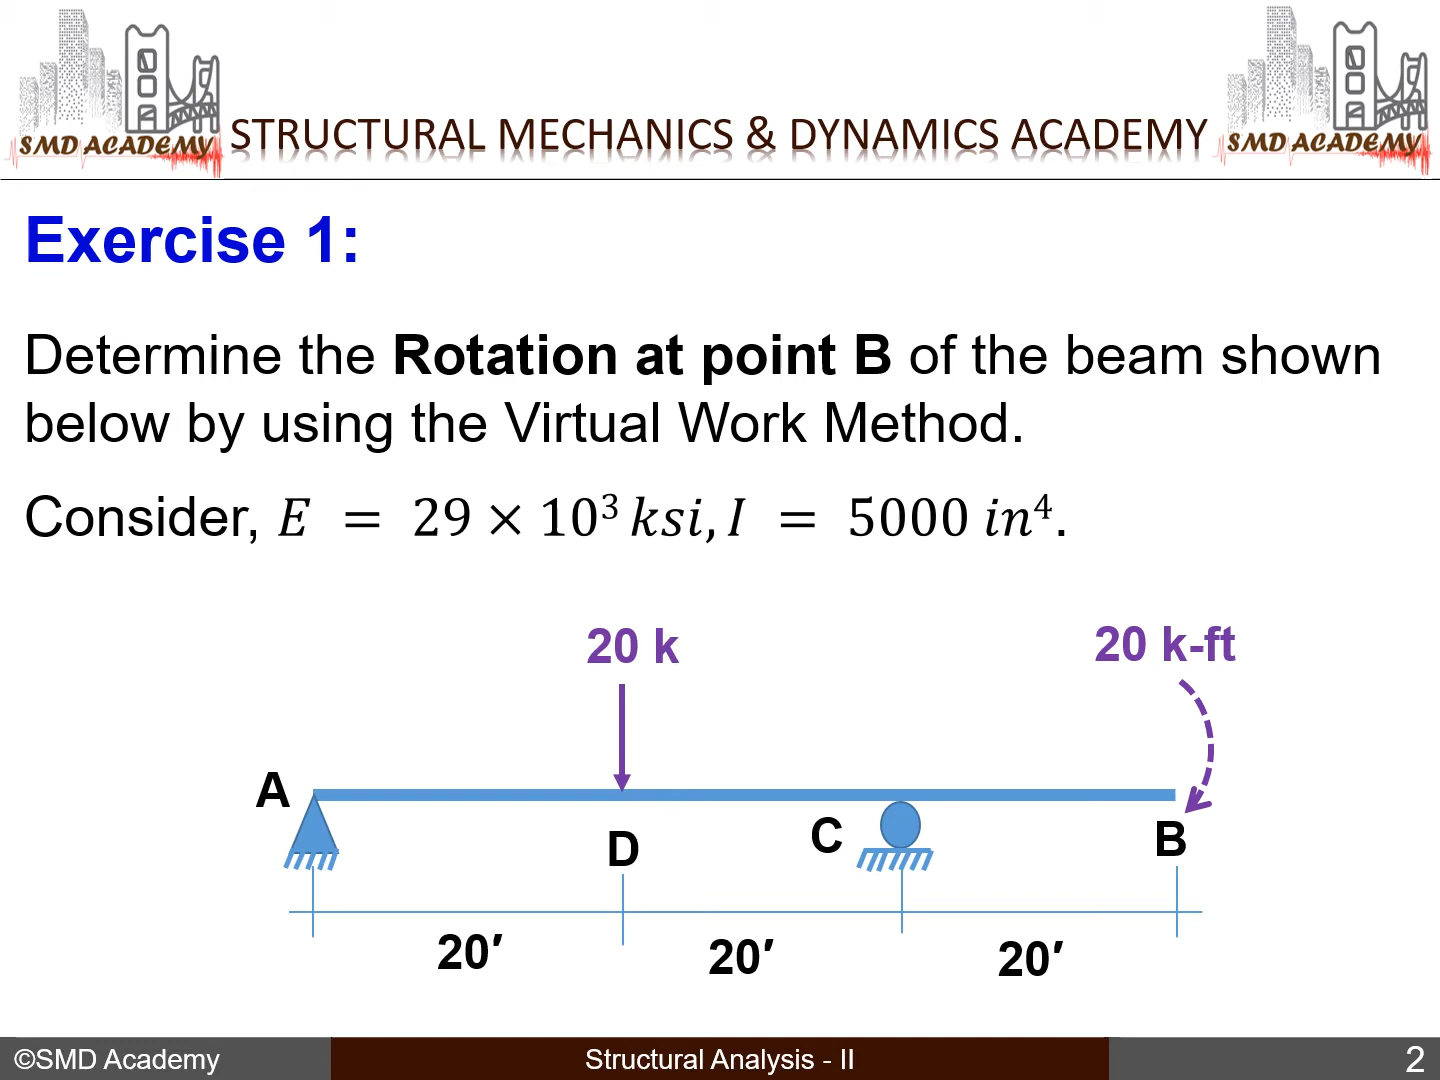 SMD ACADEMY
STRUCTURAL MECHANICS & DYNAMICS ACADEMY
SMD ACADEMY
Exercise 1:
Determine the Rotation at point B of the beam shown
below by using the Virtual Work Method.
Consider, E = 29 × 10³ ksi, I = 5000 in⁴.
20 k
20 k-ft
A
D
C
B
20′
20′
20′
©SMD Academy
Structural Analysis - II
2